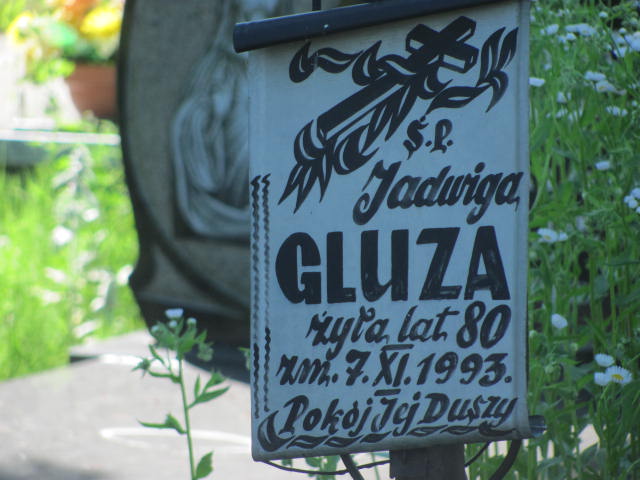 Ś.P.
Jadwiga
GLUZA
żyła lat 80
zm. 7. XI. 1993.
Pokój Jej Duszy